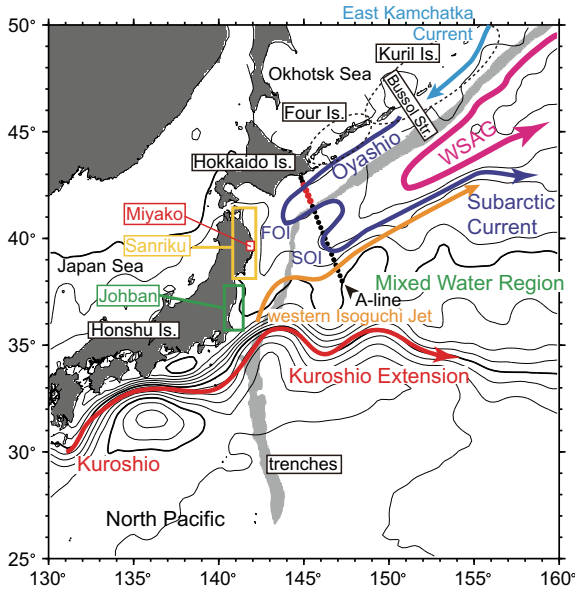 East Kamchatka
Current
Kuril Is.
Okhotsk Sea
Bussol Str.
Four Is.
WSAG
Oyashio
Hokkaido Is.
Miyako
Subarctic
Current
FOI
Sanriku
SOI
Japan Sea
Mixed Water Region
Johban
A-line
western Isoguchi Jet
Honshu Is.
Kuroshio Extension
Kuroshio
trenches
North Pacific
50°
45°
40°
35°
30°
25°
130° 135° 140° 145° 150° 155° 160°